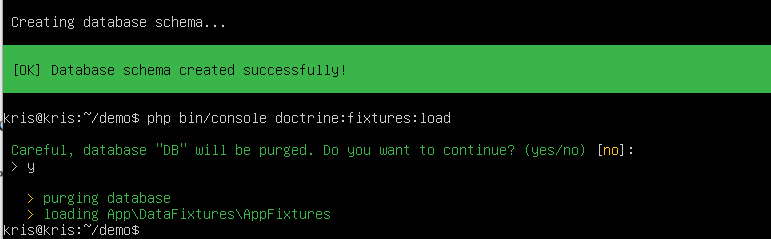 Creating database schema...
[OK] Database schema created successfully!
kris@kris:~/demo$ php bin/console doctrine:fixtures:load
Careful, database "DB" will be purged. Do you want to continue? (yes/no) [no]:
> y
> purging database
> loading App\DataFixtures\AppFixtures
kris@kris:~/demo$